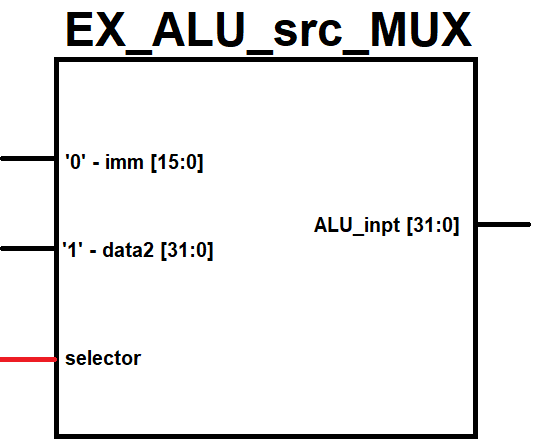 EX_ALU_src_MUX
'0' - imm [15:0]
ALU_inpt [31:0]
'1' - data2 [31:0]
selector